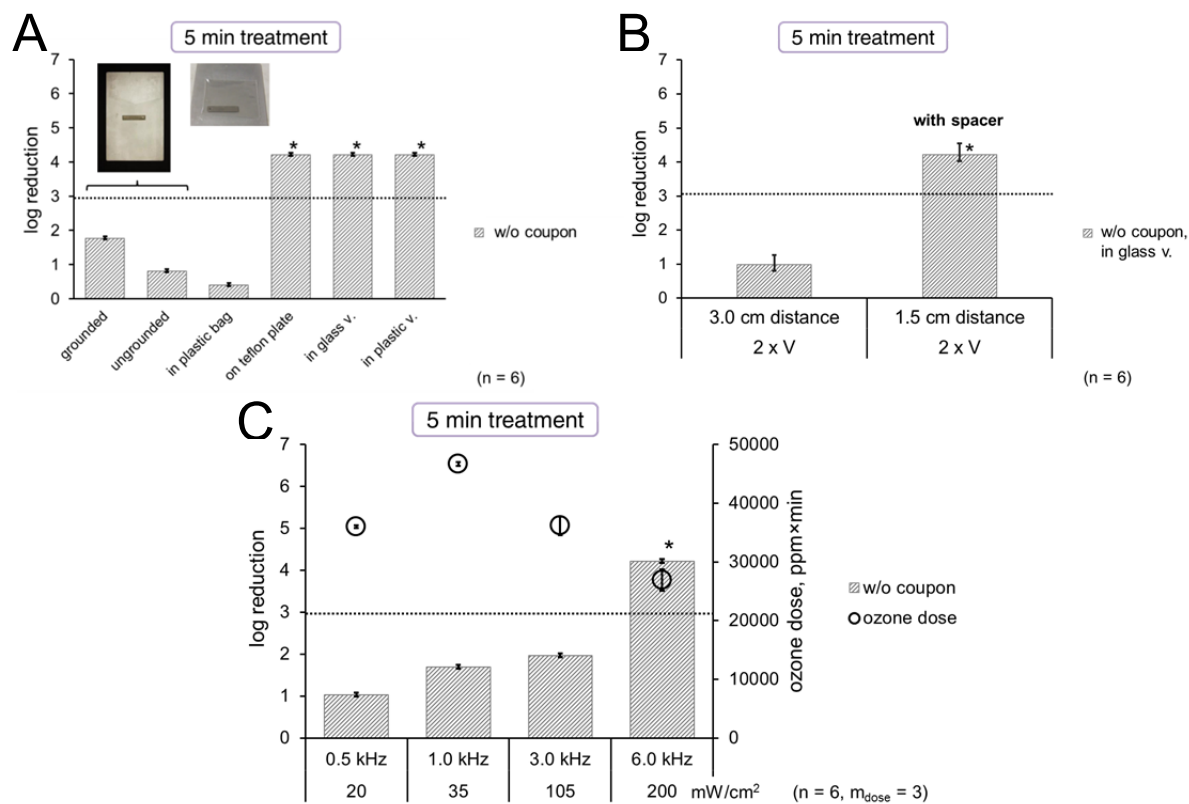 A
5 min treatment
7
6
5
4
3
2
1
0
log reduction
* * *
grounded
ungrounded
in plastic bag
on teflon plate
in glass v.
in plastic v.
w/o coupon
(n = 6)
B
5 min treatment
7
6
5
4
3
2
1
0
log reduction
with spacer
*
w/o coupon,
in glass v.
3.0 cm distance 1.5 cm distance
2 x V 2 x V
(n = 6)
C
5 min treatment
7
6
5
4
3
2
1
0
log reduction
*
50000
40000
30000
20000
10000
0
ozone dose, ppm×min
w/o coupon
ozone dose
0.5 kHz 1.0 kHz 3.0 kHz 6.0 kHz
20 35 105 200 mW/cm² (n = 6, mdose = 3)